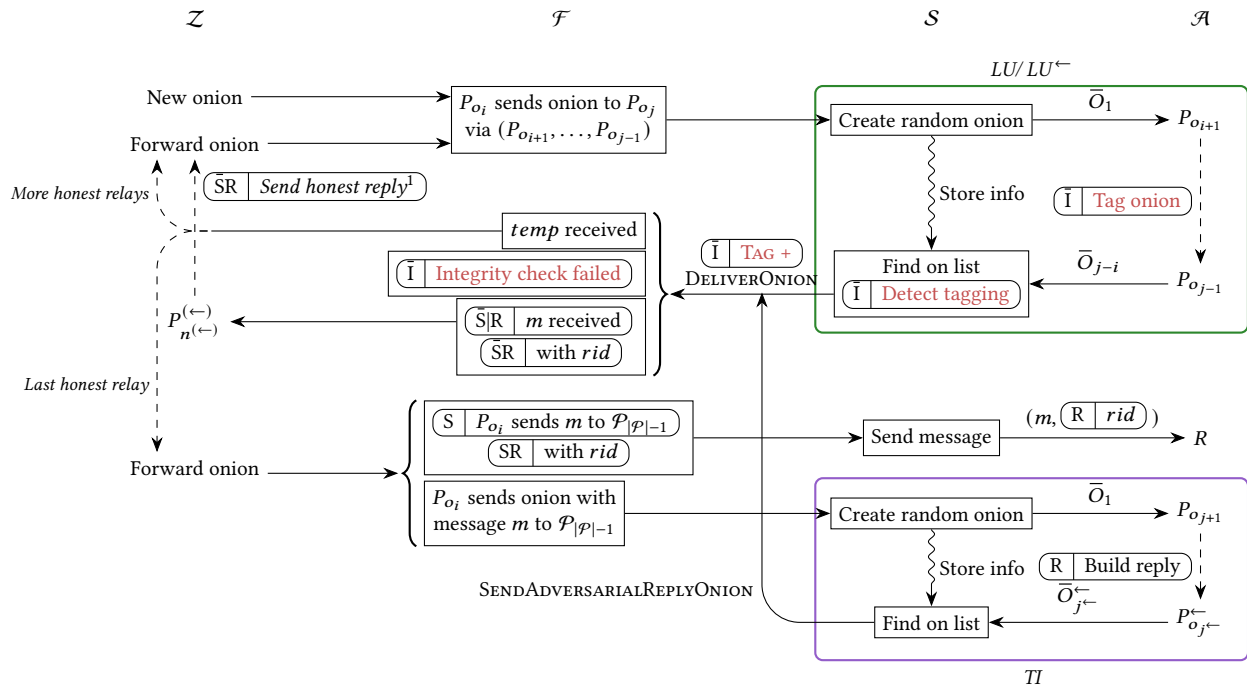 𝒵 ℱ 𝒮 𝒜
LU/ LU←
New onion
P_{o_i} sends onion to P_{o_j}
via (P_{o_{i+1}}, . . . , P_{o_{j−1}})
Create random onion
O̅_1
P_{o_{i+1}}
Forward onion
S̄R | Send honest reply¹
More honest relays
Store info
Ī | Tag onion
temp received
Ī | Integrity check failed
Ī | Tag +
DeliverOnion
Find on list
Ī | Detect tagging
O̅_{j−i}
P_{o_{j−1}}
P^{(←)}_{n^{(←)}}
S̄|R | m received
S̄R | with rid
Last honest relay
S | P_{o_i} sends m to 𝒫_{|𝒫|−1}
SR | with rid
Send message
(m, R | rid )
R
Forward onion
P_{o_i} sends onion with
message m to 𝒫_{|𝒫|−1}
Create random onion
O̅_1
P_{o_{j+1}}
Store info
R | Build reply
SendAdversarialReplyOnion
Find on list
O̅^←_{j^←}
P^←_{o_{j^←}}
TI